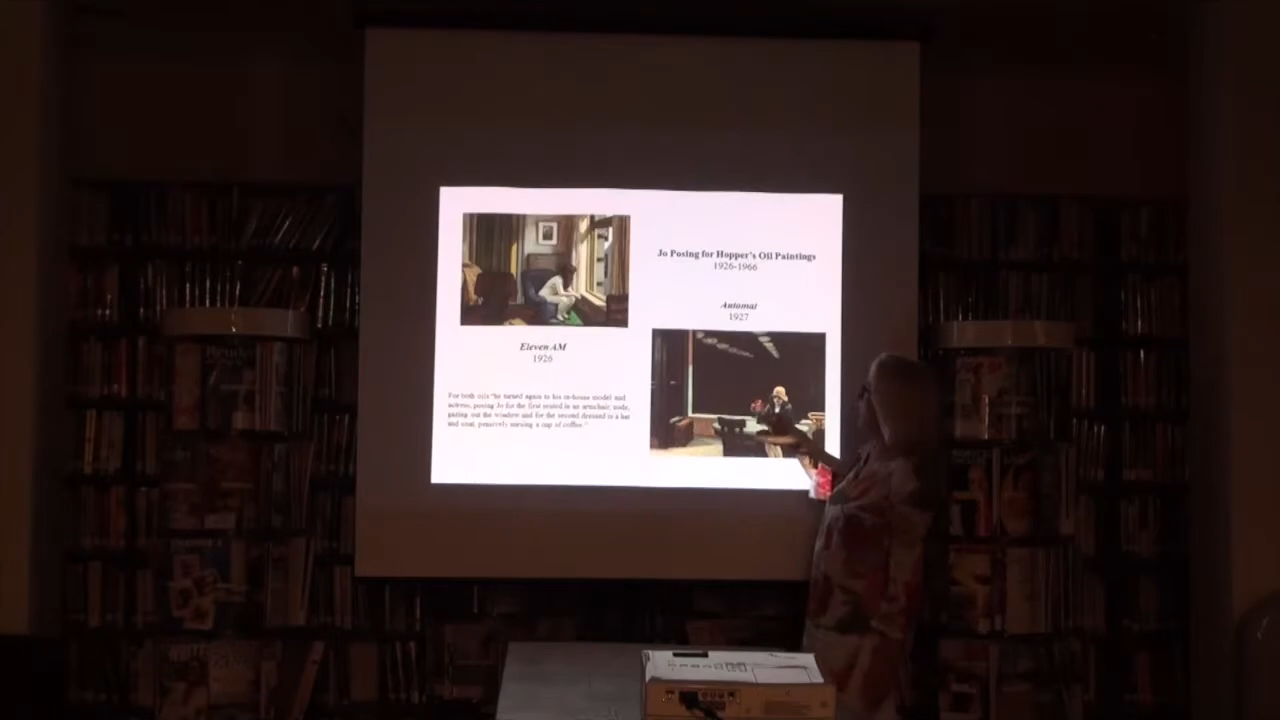 Jo Posing for Hopper's Oil Paintings
1926-1966
Automat
1927
Eleven AM
1926
For both oils "he turned again to his in-house model and
actress, posing Jo for the first seated in an armchair, nude,
gazing out the window and for the second dressed in a hat
and coat, pensively nursing a cup of coffee."